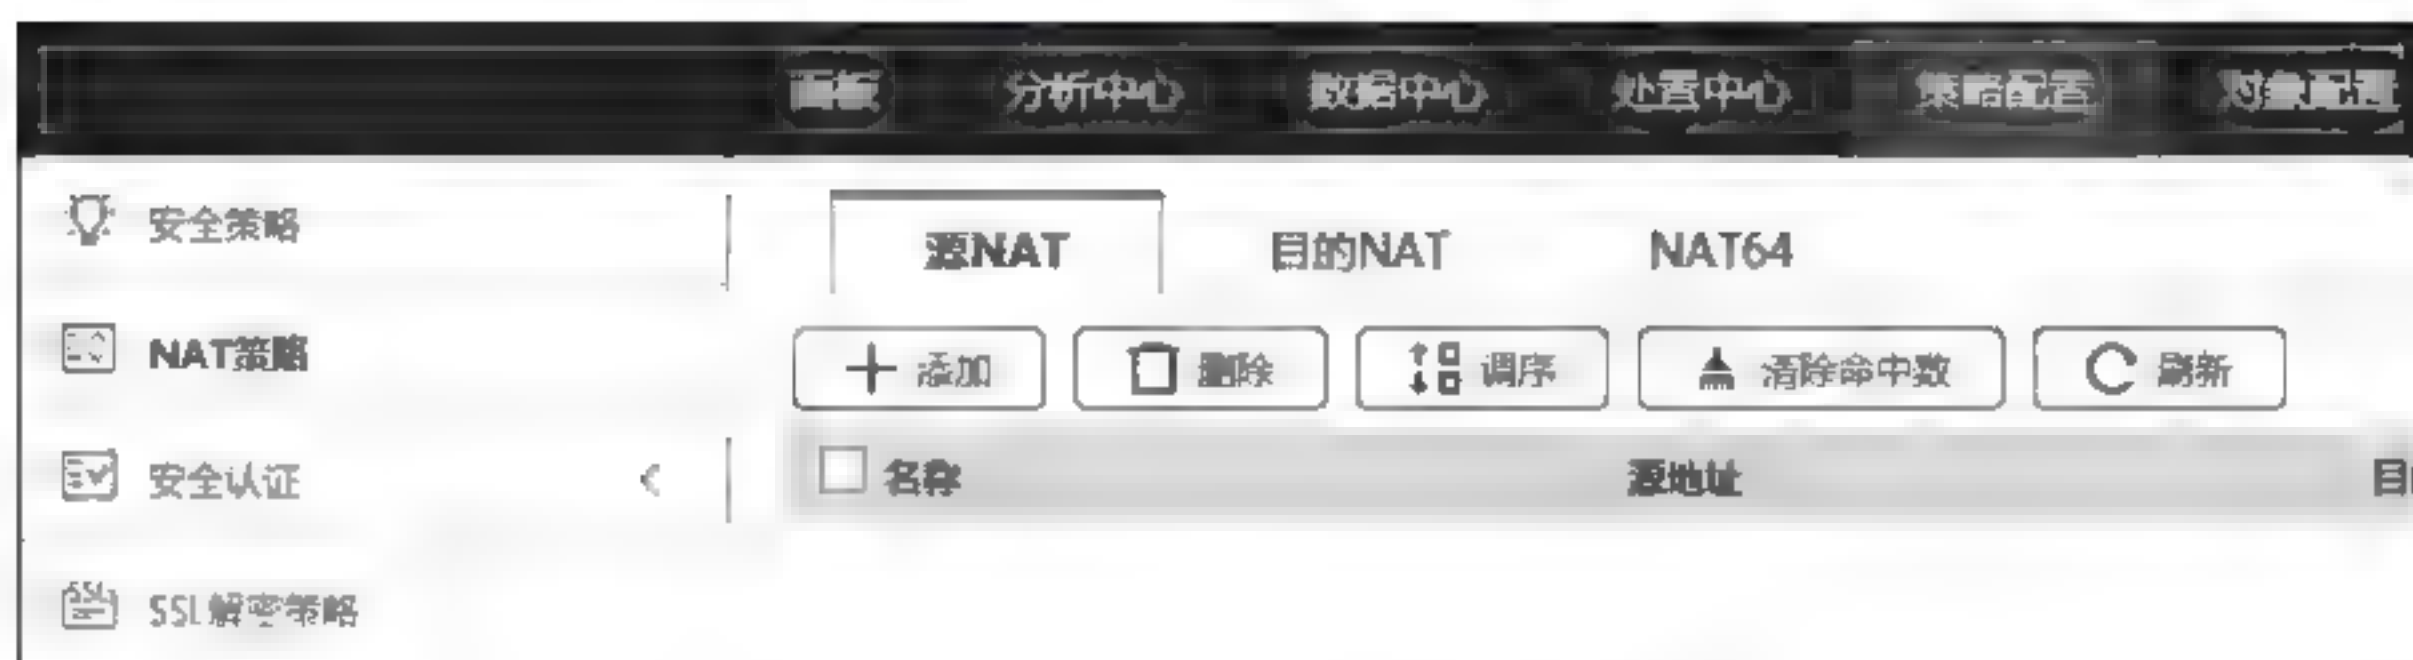 面板 分析中心 数据中心 处置中心 策略配置 对象配置
安全策略
源NAT 目的NAT NAT64
NAT策略
添加 删除 调序 清除命中数 刷新
安全认证
名称 源地址 目
SSL解密策略